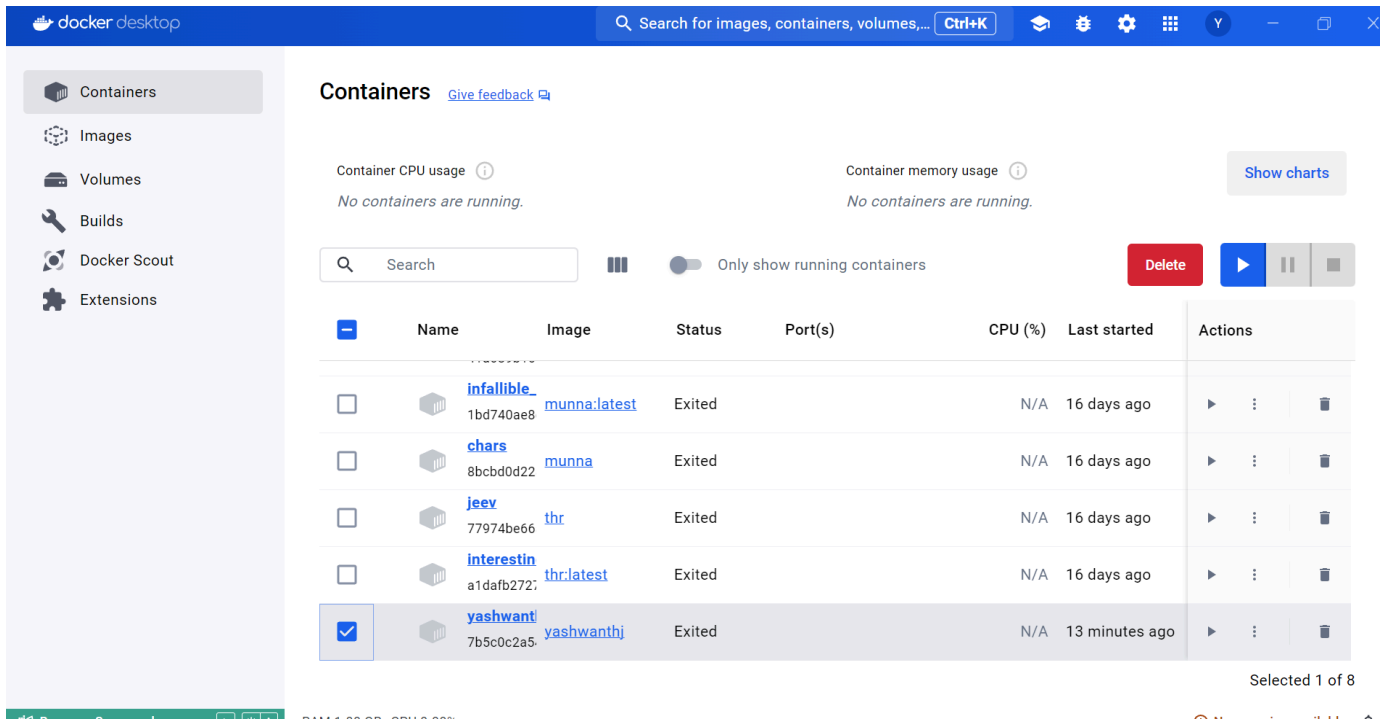 docker desktop
Search for images, containers, volumes,... Ctrl+K
Y
Containers
Images
Volumes
Builds
Docker Scout
Extensions
Containers Give feedback
Container CPU usage
No containers are running.
Container memory usage
No containers are running.
Show charts
Search
Only show running containers
Delete
Name Image Status Port(s) CPU (%) Last started Actions
infallible_ munna:latest Exited N/A 16 days ago
1bd740ae8
chars munna Exited N/A 16 days ago
8bcbd0d22
jeev thr Exited N/A 16 days ago
77974be66
interestin thr:latest Exited N/A 16 days ago
a1dafb2727
yashwant yashwanthj Exited N/A 13 minutes ago
7b5c0c2a5
Selected 1 of 8